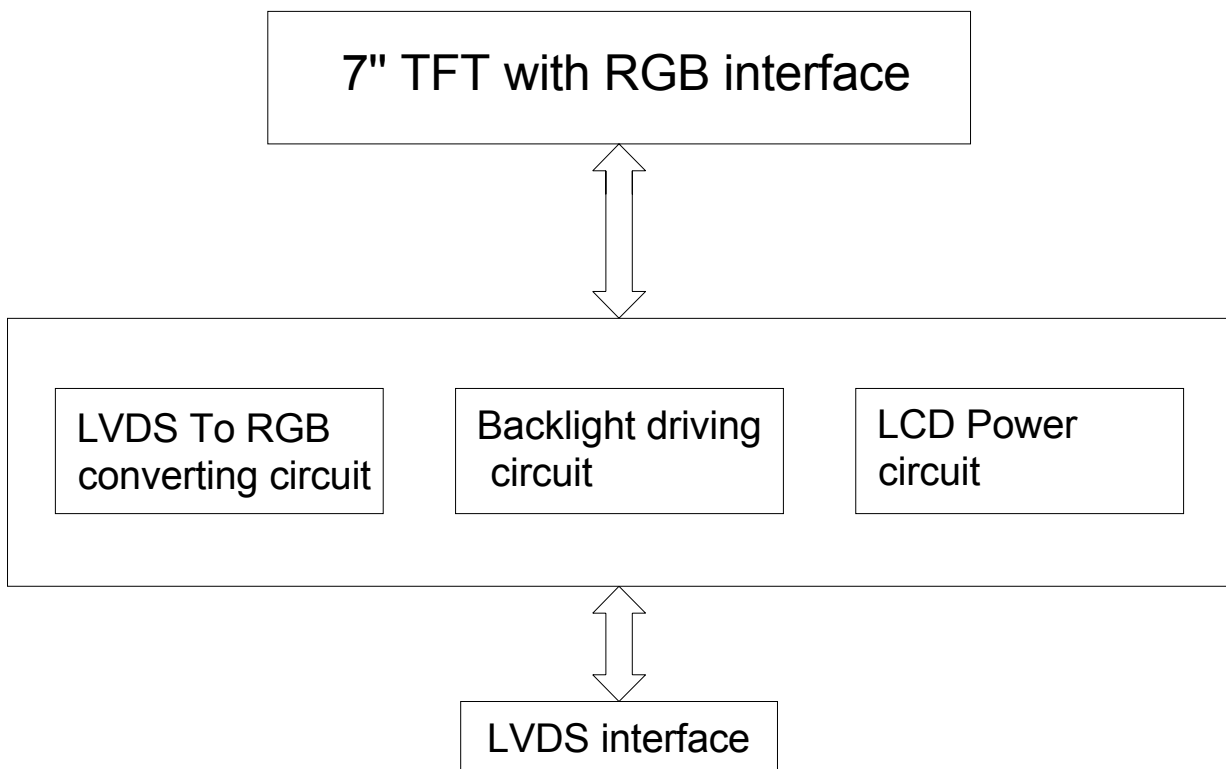 7" TFT with RGB interface
LVDS To RGB
converting circuit
Backlight driving
circuit
LCD Power
circuit
LVDS interface